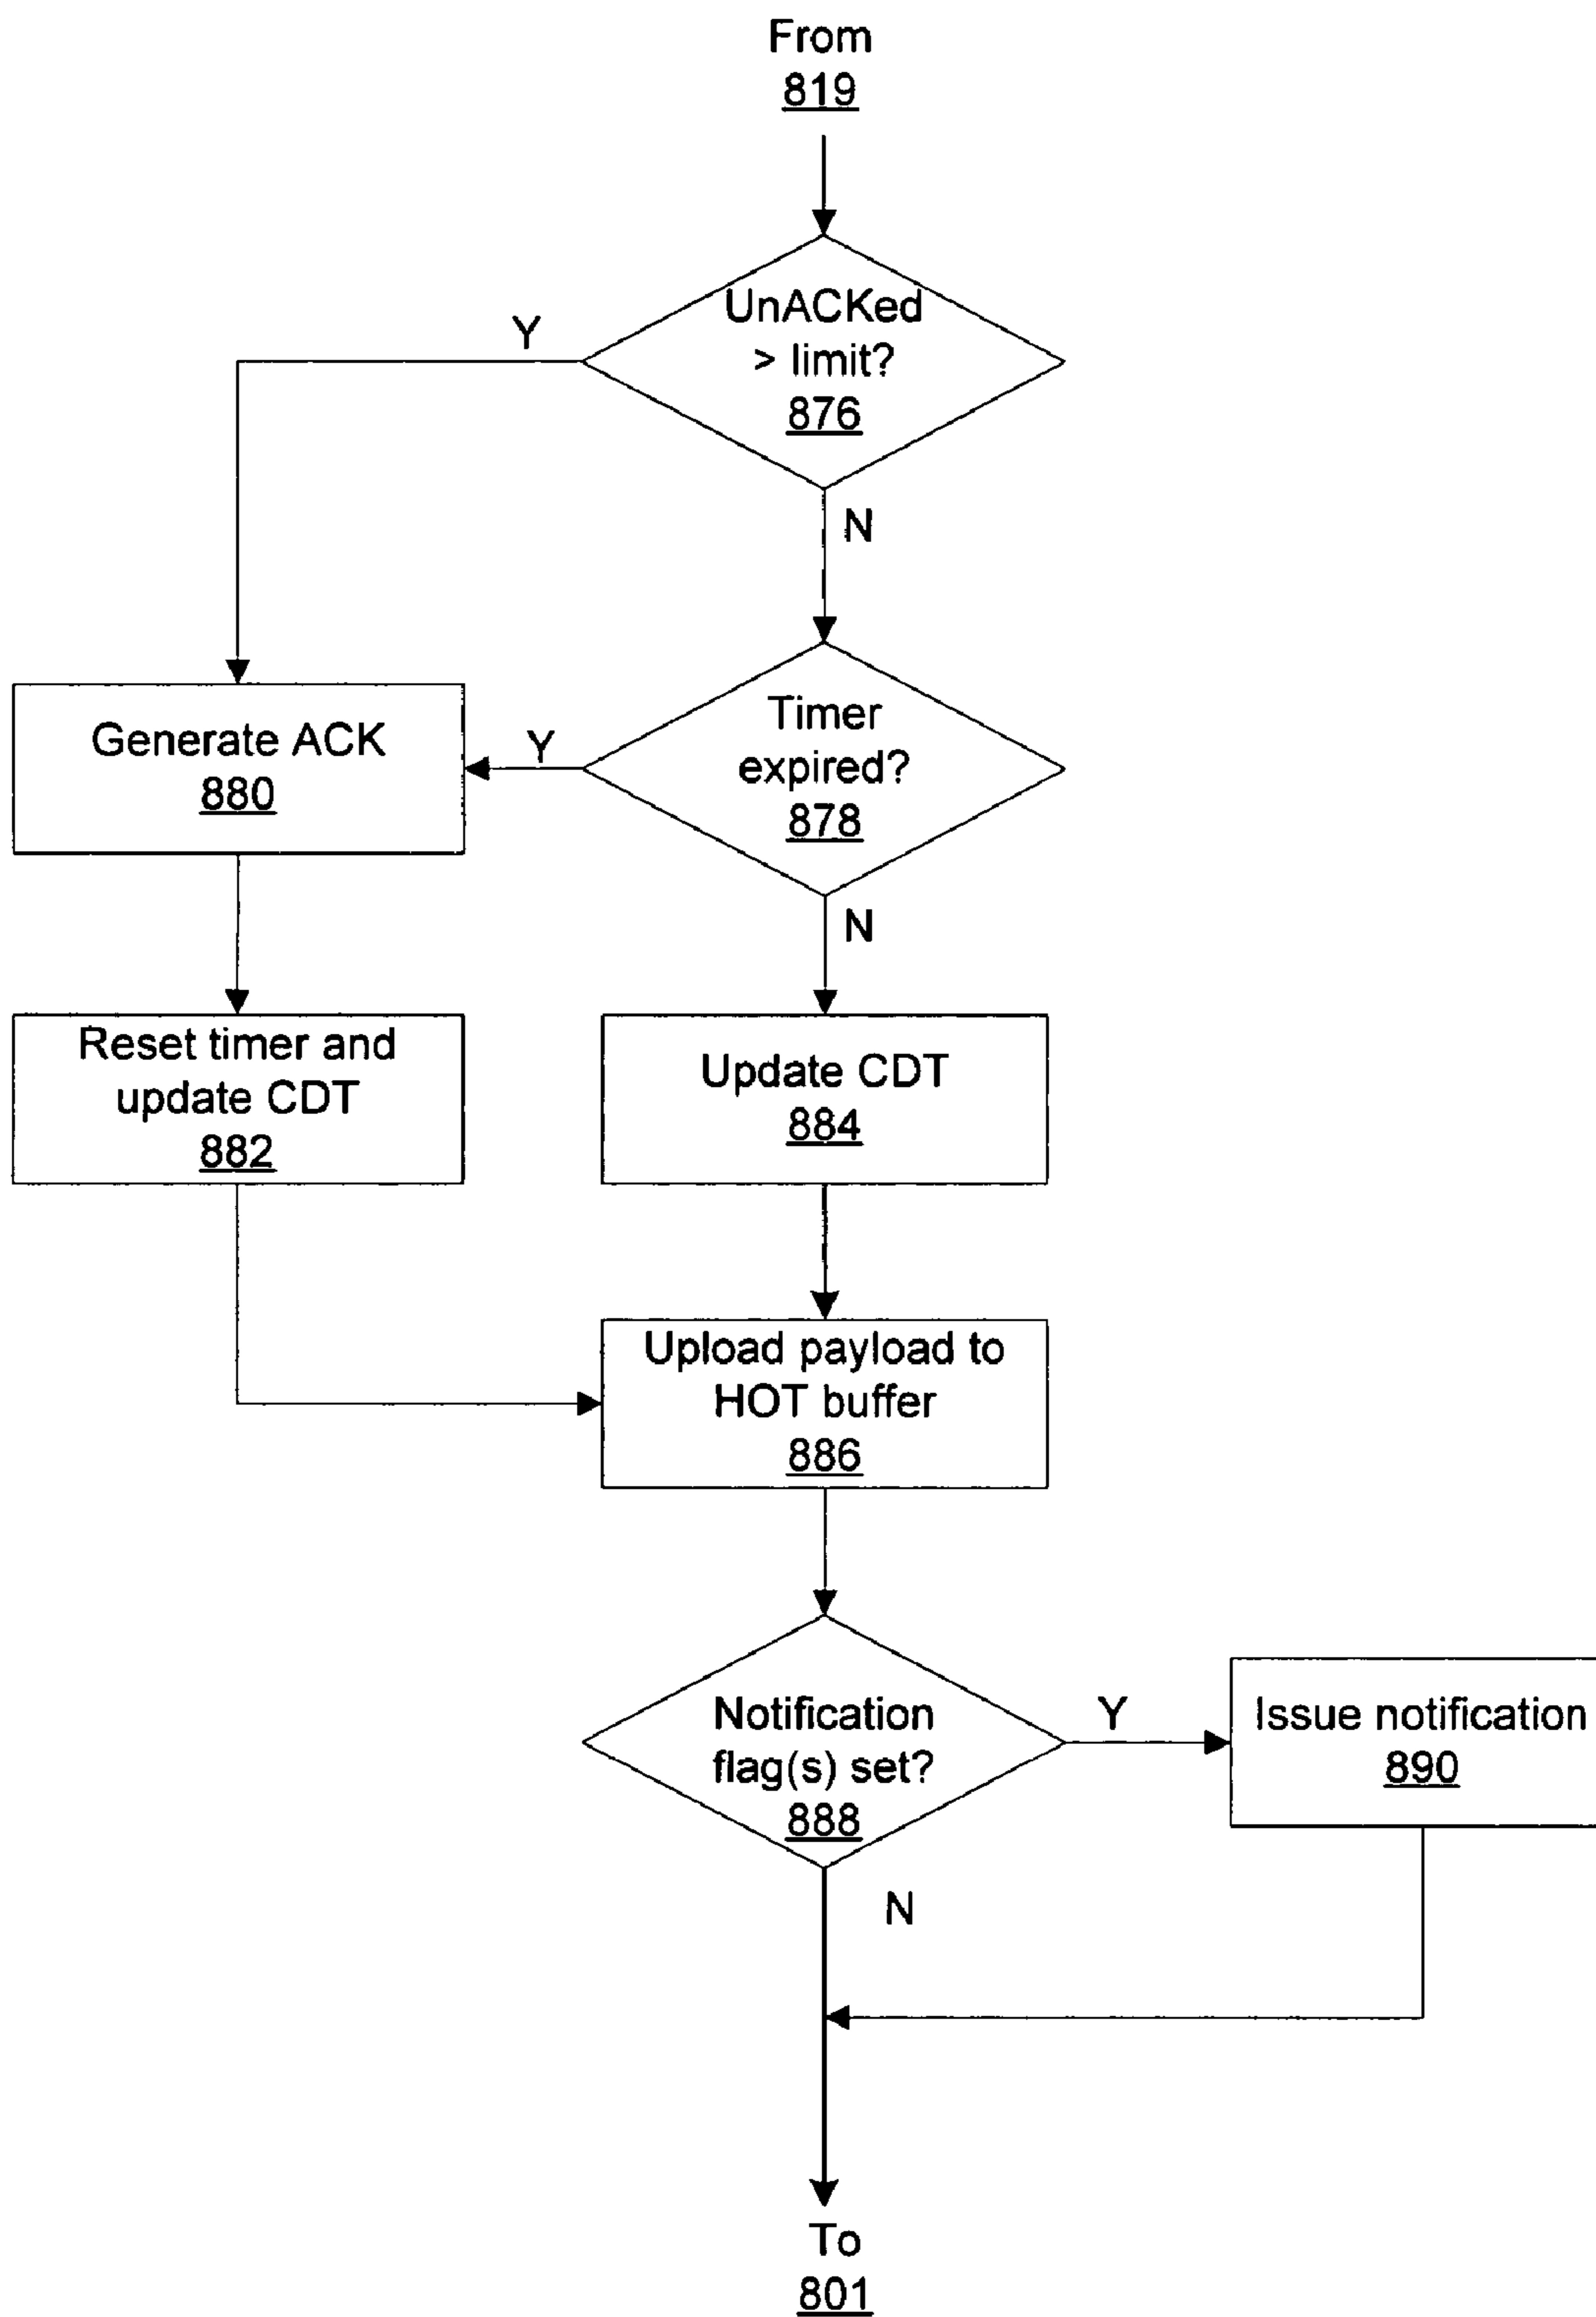 From
819
UnACKed
> limit?
876
Y
N
Timer
expired?
878
Y
Generate ACK
880
N
Reset timer and
update CDT
882
Update CDT
884
Upload payload to
HOT buffer
886
Notification
flag(s) set?
888
Y
Issue notification
890
N
To
801